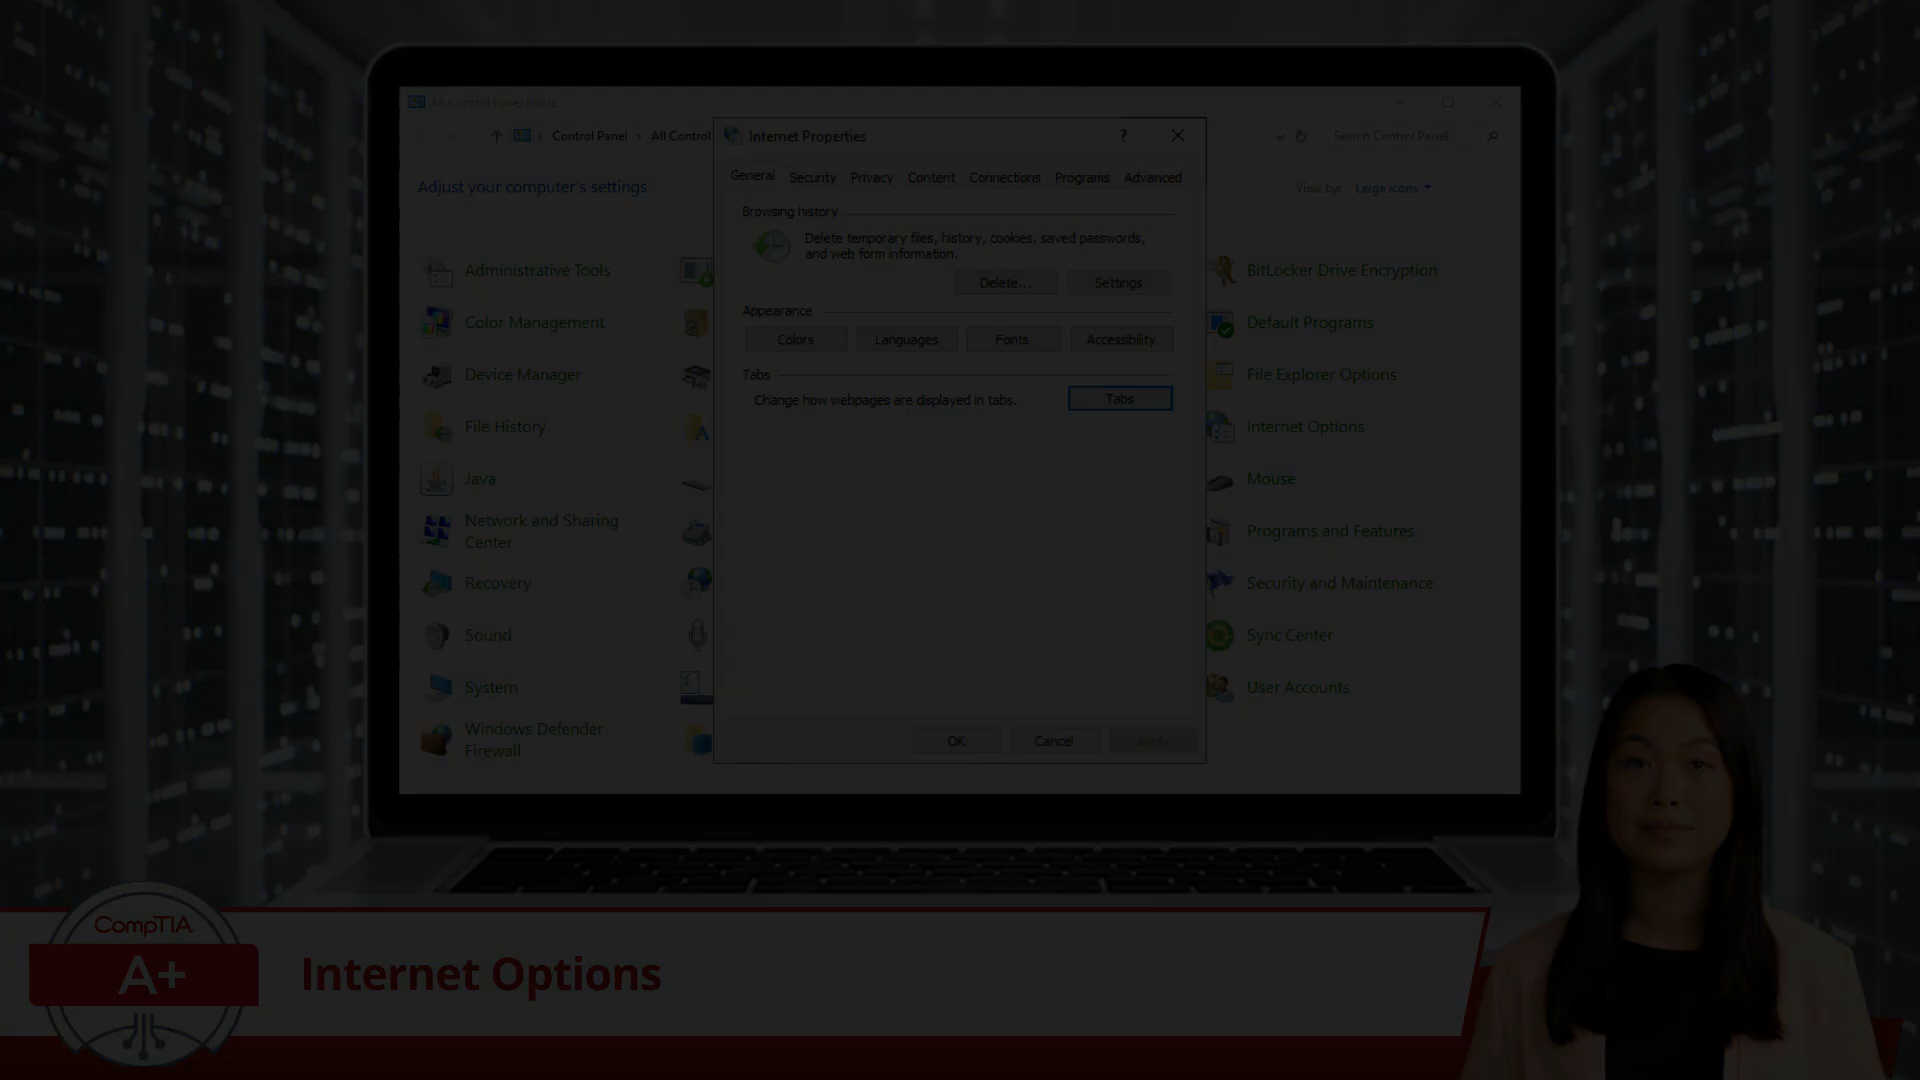 All Control Panel Items
Control Panel › All Control
Search Control Panel
Adjust your computer's settings
View by: Large icons
Administrative Tools
Color Management
Device Manager
File History
Java
Network and Sharing
Center
Recovery
Sound
System
Windows Defender
Firewall
Internet Properties
?
General Security Privacy Content Connections Programs Advanced
Browsing history
Delete temporary files, history, cookies, saved passwords,
and web form information.
Delete... Settings
Appearance
Colors Languages Fonts Accessibility
Tabs
Change how webpages are displayed in tabs. Tabs
OK Cancel Apply
BitLocker Drive Encryption
Default Programs
File Explorer Options
Internet Options
Mouse
Programs and Features
Security and Maintenance
Sync Center
User Accounts
CompTIA
A+
Internet Options